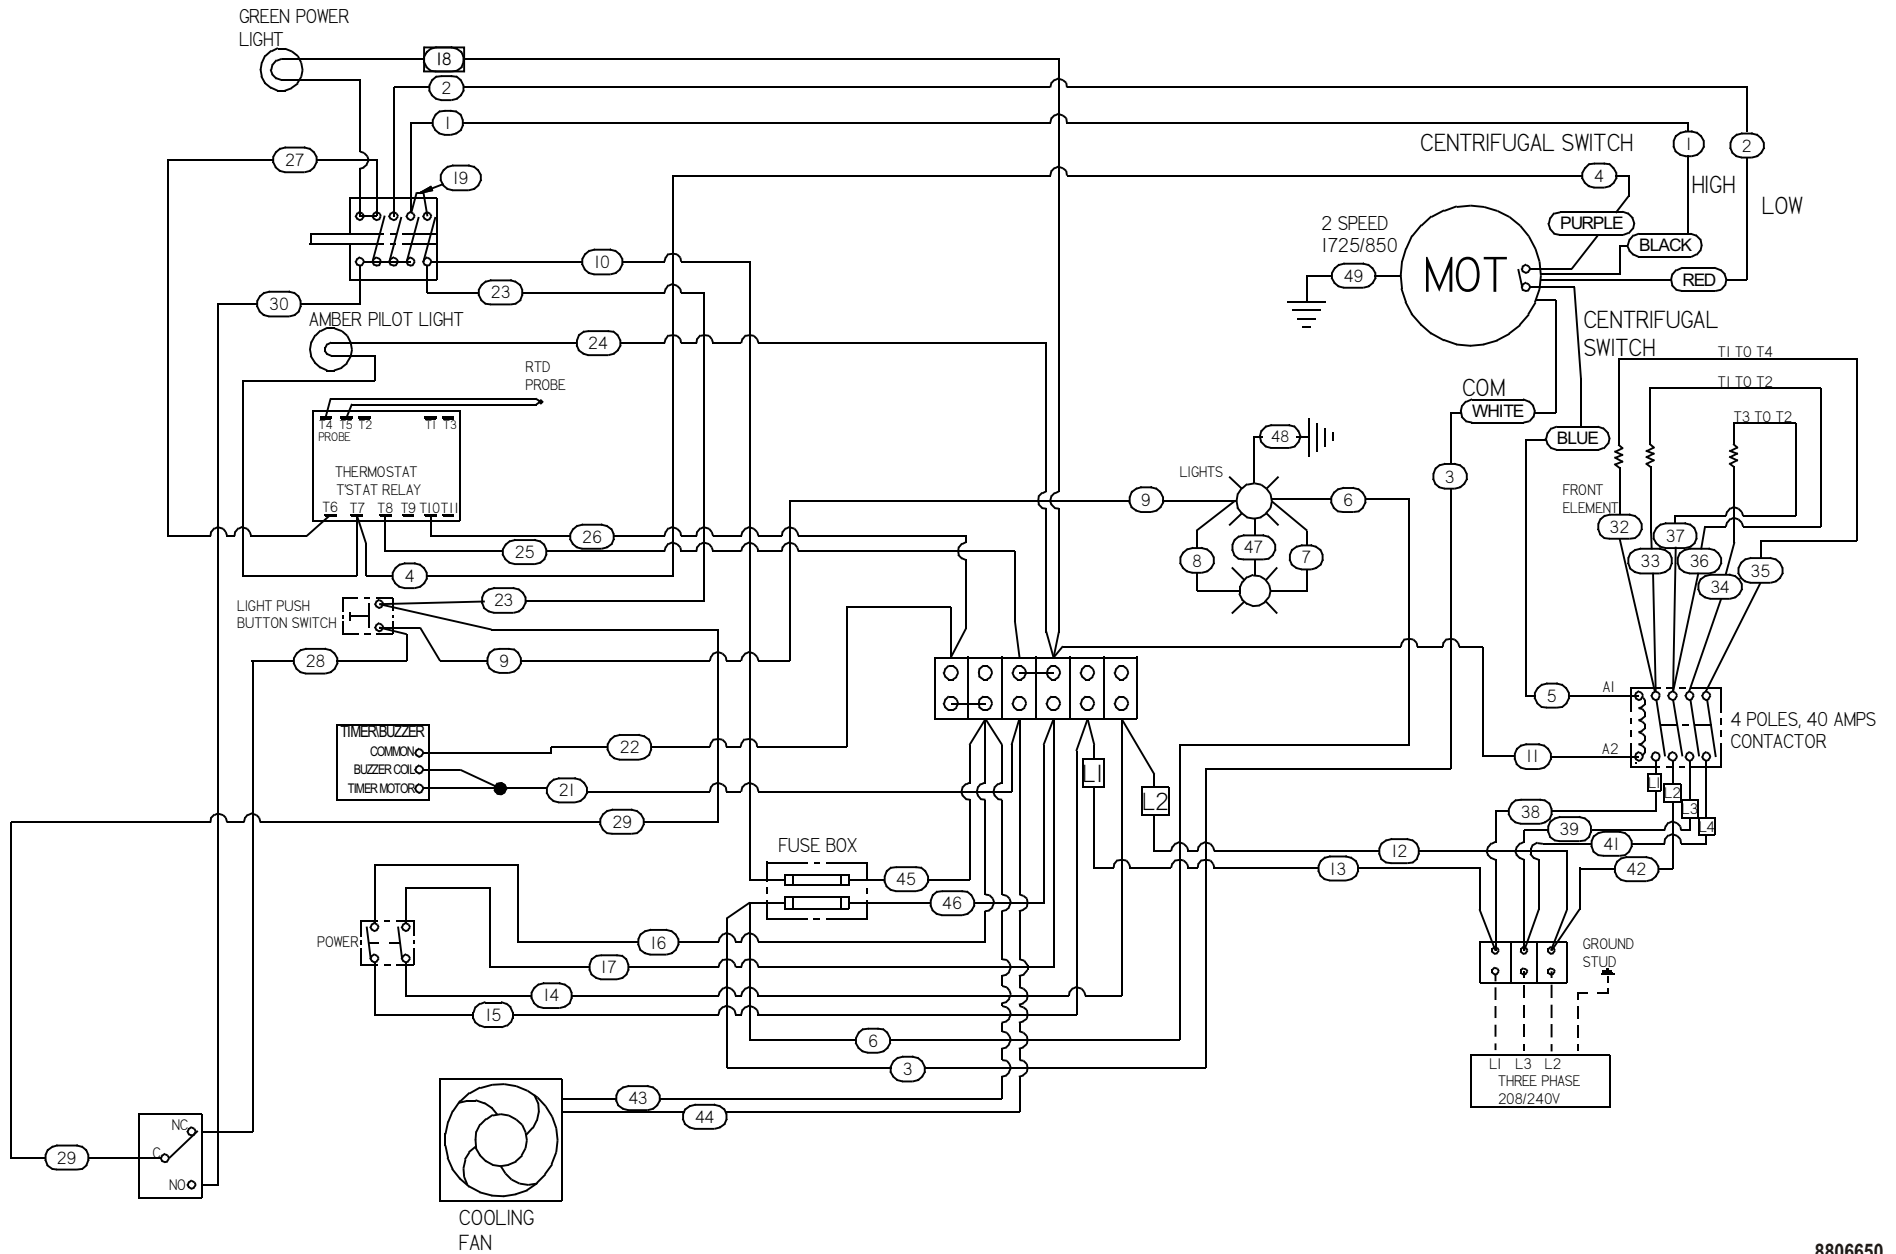 GREEN POWER
LIGHT
18
2
1
27
19
CENTRIFUGAL SWITCH
1
2
4
HIGH
LOW
PURPLE
2 SPEED
1725/850
BLACK
10
49
MOT
RED
23
30
AMBER PILOT LIGHT
24
CENTRIFUGAL
SWITCH
T1 TO T4
RTD
PROBE
T1 TO T2
COM
WHITE
T3 TO T2
T4 T5 T2 T1 T3
PROBE
BLUE
48
THERMOSTAT
T'STAT RELAY
LIGHTS
3
FRONT
ELEMENT
T6 T7 T8 T9 T10 T11
9
6
32
26
25
8
47
7
37
33
36
35
34
4
23
LIGHT PUSH
BUTTON SWITCH
28
9
5
A1
4 POLES, 40 AMPS
CONTACTOR
TIMER\BUZZER
COMMON
BUZZER COIL
TIMER MOTOR
22
21
L1
L2
11
A2
L1
L2
L3
L4
38
39
41
42
29
12
13
FUSE BOX
45
46
POWER
16
17
14
15
GROUND
STUD
6
3
L1 L3 L2
THREE PHASE
208/240V
43
44
NC
C
NO
29
COOLING
FAN
8806650